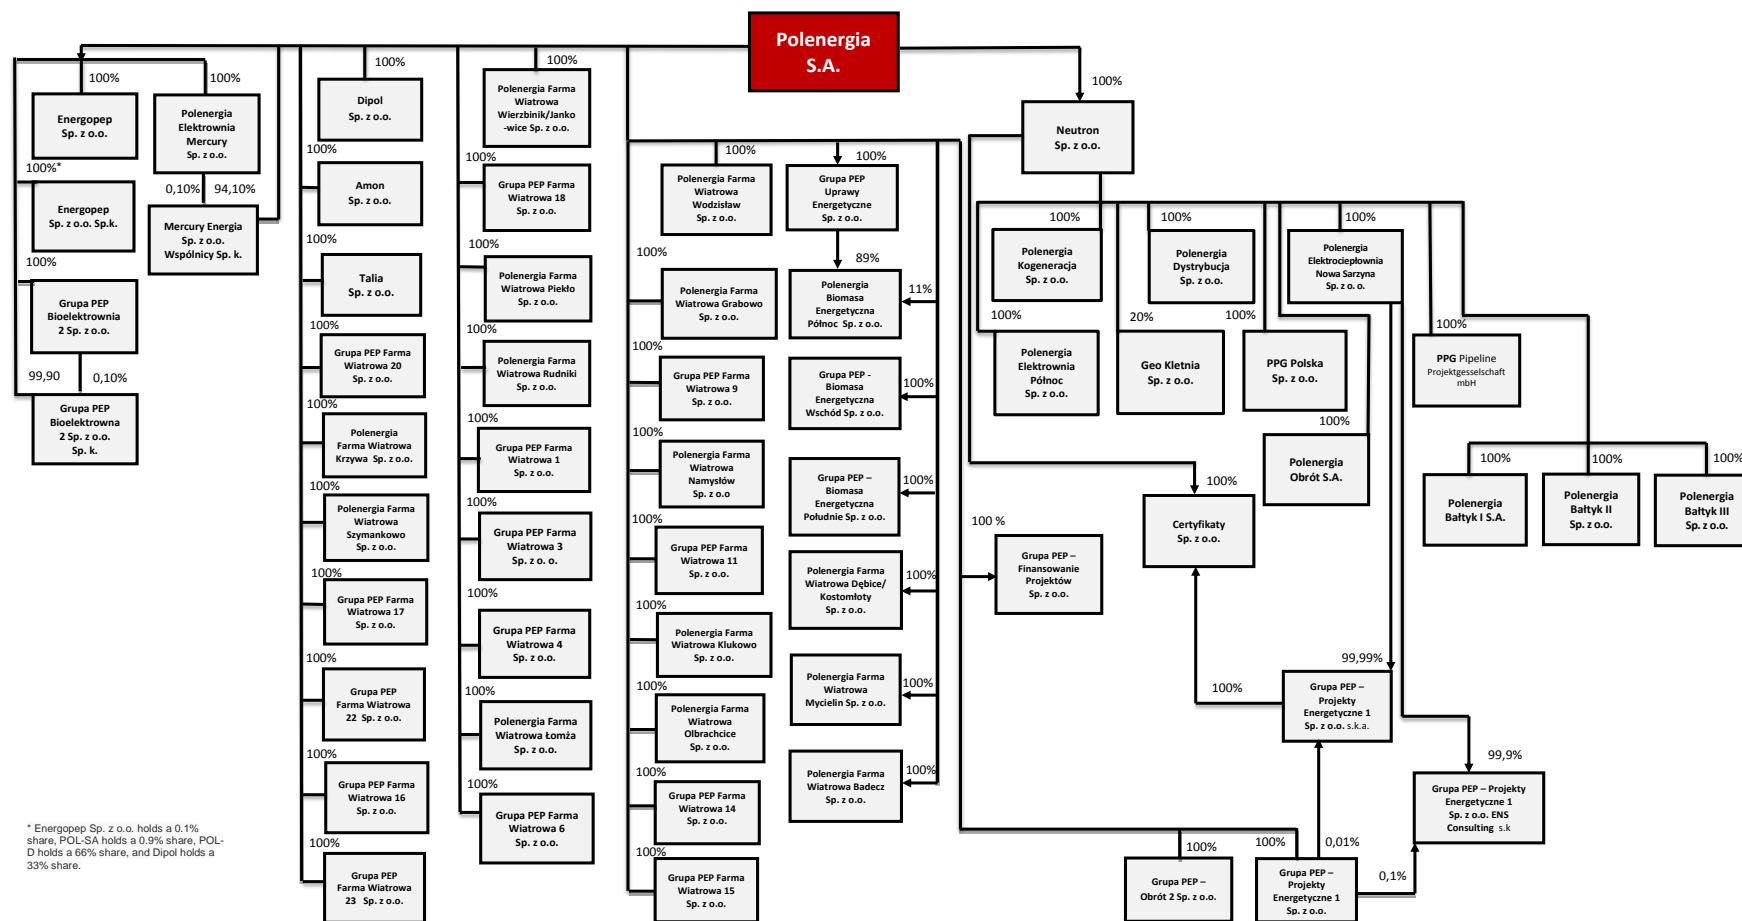 Polenergia
S.A.
100%
100%
Energopep
Sp. z o.o.
Polenergia
Elektrownia
Mercury
Sp. z o.o.
100%*
0,10%
94,10%
Energopep
Sp. z o.o. Sp.k.
Mercury Energia
Sp. z o.o.
Wspólnicy Sp. k.
100%
Grupa PEP
Bioelektrownia
2 Sp. z o.o.
99,90
0,10%
Grupa PEP
Bioelektrowna
2 Sp. z o.o.
Sp. k.
* Energopep Sp. z o.o. holds a 0.1%
share, POL-SA holds a 0.9% share, POL-
D holds a 66% share, and Dipol holds a
33% share.
100%
Dipol
Sp. z o.o.
100%
Amon
Sp. z o.o.
100%
Talia
Sp. z o.o.
100%
Grupa PEP Farma
Wiatrowa 20
Sp. z o.o.
100%
Polenergia
Farma Wiatrowa
Krzywa Sp. z o.o.
100%
Polenergia Farma
Wiatrowa
Szymankowo
Sp. z o.o.
100%
Grupa PEP Farma
Wiatrowa 17
Sp. z o.o.
100%
Grupa PEP
Farma Wiatrowa
22 Sp. z o.o.
100%
Grupa PEP Farma
Wiatrowa 16
Sp. z o.o.
100%
Grupa PEP
Farma Wiatrowa
23 Sp. z o.o.
100%
Polenergia Farma
Wiatrowa
Wierzbinik/Janko
-wice Sp. z o.o.
100%
Grupa PEP Farma
Wiatrowa 18
Sp. z o.o.
100%
Polenergia Farma
Wiatrowa Piekło
Sp. z o.o.
100%
Polenergia Farma
Wiatrowa Rudniki
Sp. z o.o.
100%
Grupa PEP Farma
Wiatrowa 1
Sp. z o.o.
100%
Grupa PEP Farma
Wiatrowa 3
Sp. z o. o.
100%
Grupa PEP Farma
Wiatrowa 4
Sp. z o.o.
100%
Polenergia Farma
Wiatrowa Łomża
Sp. z o.o.
100%
Grupa PEP Farma
Wiatrowa 6
Sp. z o.o.
100%
Polenergia Farma
Wiatrowa
Wodzisław
Sp. z o.o.
100%
Polenergia Farma
Wiatrowa Grabowo
Sp. z o.o.
100%
Grupa PEP Farma
Wiatrowa 9
Sp. z o.o.
100%
Polenergia Farma
Wiatrowa
Namysłów
Sp. z o.o
100%
Grupa PEP Farma
Wiatrowa 11
Sp. z o.o.
100%
Polenergia Farma
Wiatrowa Klukowo
Sp. z o.o.
100%
Polenergia Farma
Wiatrowa
Olbrachcice
Sp. z o.o.
100%
Grupa PEP Farma
Wiatrowa 14
Sp. z o.o.
100%
Grupa PEP Farma
Wiatrowa 15
Sp. z o.o.
100%
Grupa PEP
Uprawy
Energetyczne
Sp. z o.o.
89%
11%
Polenergia
Biomasa
Energetyczna
Północ Sp. z o.o.
100%
Grupa PEP -
Biomasa
Energetyczna
Wschód Sp. z o.o.
100%
Grupa PEP –
Biomasa
Energetyczna
Południe Sp. z o.o.
100%
Polenergia Farma
Wiatrowa Dębice/
Kostomłoty
Sp. z o.o.
100%
Polenergia Farma
Wiatrowa
Mycielin Sp. z o.o.
100%
Polenergia Farma
Wiatrowa Badecz
Sp. z o.o.
100 %
Grupa PEP –
Finansowanie
Projektów
Sp. z o.o.
100%
Neutron
Sp. z o.o.
100%
Polenergia
Kogeneracja
Sp. z o.o.
100%
Polenergia
Dystrybucja
Sp. z o.o.
100%
Polenergia
Elektrociepłownia
Nowa Sarzyna
Sp. z o. o.
100%
Polenergia
Elektrownia
Północ
Sp. z o.o.
20%
Geo Kletnia
Sp. z o.o.
100%
PPG Polska
Sp. z o.o.
100%
PPG Pipeline
Projektgesselschaft
mbH
100%
Polenergia
Obrót S.A.
100%
Polenergia
Bałtyk I S.A.
100%
Polenergia
Bałtyk II
Sp. z o.o.
100%
Polenergia
Bałtyk III
Sp. z o.o.
100%
Certyfikaty
Sp. z o.o.
100%
99,99%
Grupa PEP –
Projekty
Energetyczne 1
Sp. z o.o. s.k.a.
99,9%
Grupa PEP – Projekty
Energetyczne 1
Sp. z o.o. ENS
Consulting s.k
100%
Grupa PEP –
Obrót 2 Sp. z o.o.
100%
0,01%
0,1%
Grupa PEP –
Projekty
Energetyczne 1
Sp. z o.o.